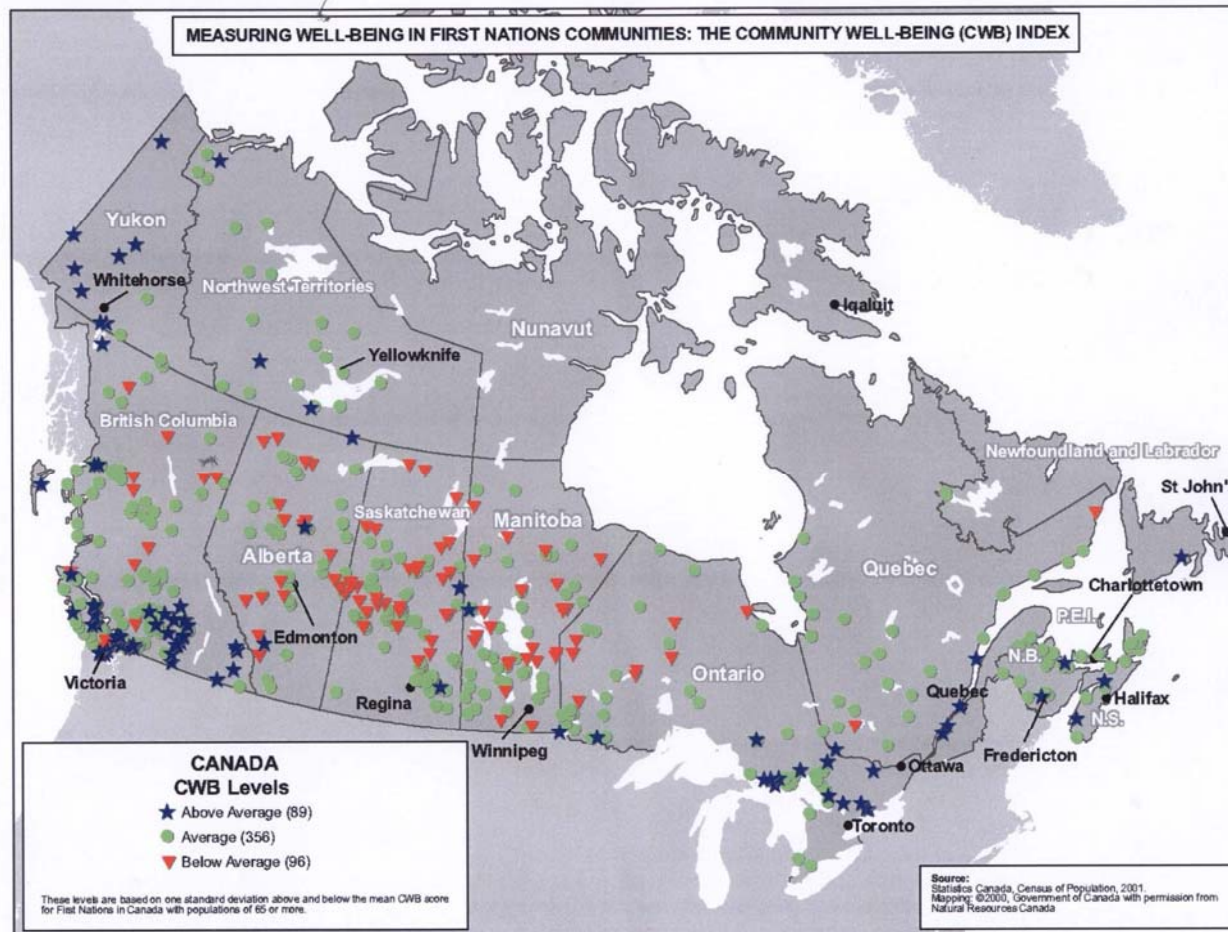 MEASURING WELL-BEING IN FIRST NATIONS COMMUNITIES: THE COMMUNITY WELL-BEING (CWB) INDEX
Yukon
Whitehorse
Northwest Territories
Nunavut
Iqaluit
Yellowknife
British Columbia
Newfoundland and Labrador
St John'
Saskatchewan
Manitoba
Alberta
Quebec
Charlottetown
Edmonton
P.E.I.
N.B.
Victoria
Ontario
Regina
Quebec
Halifax
N.S.
Winnipeg
Fredericton
Ottawa
Toronto
CANADA
CWB Levels
Above Average (89)
Average (356)
Below Average (96)
These levels are based on one standard deviation above and below the mean CWB score
for First Nations in Canada with populations of 65 or more.
Source:
Statistics Canada, Census of Population, 2001.
Mapping: ©2000, Government of Canada with permission from
Natural Resources Canada